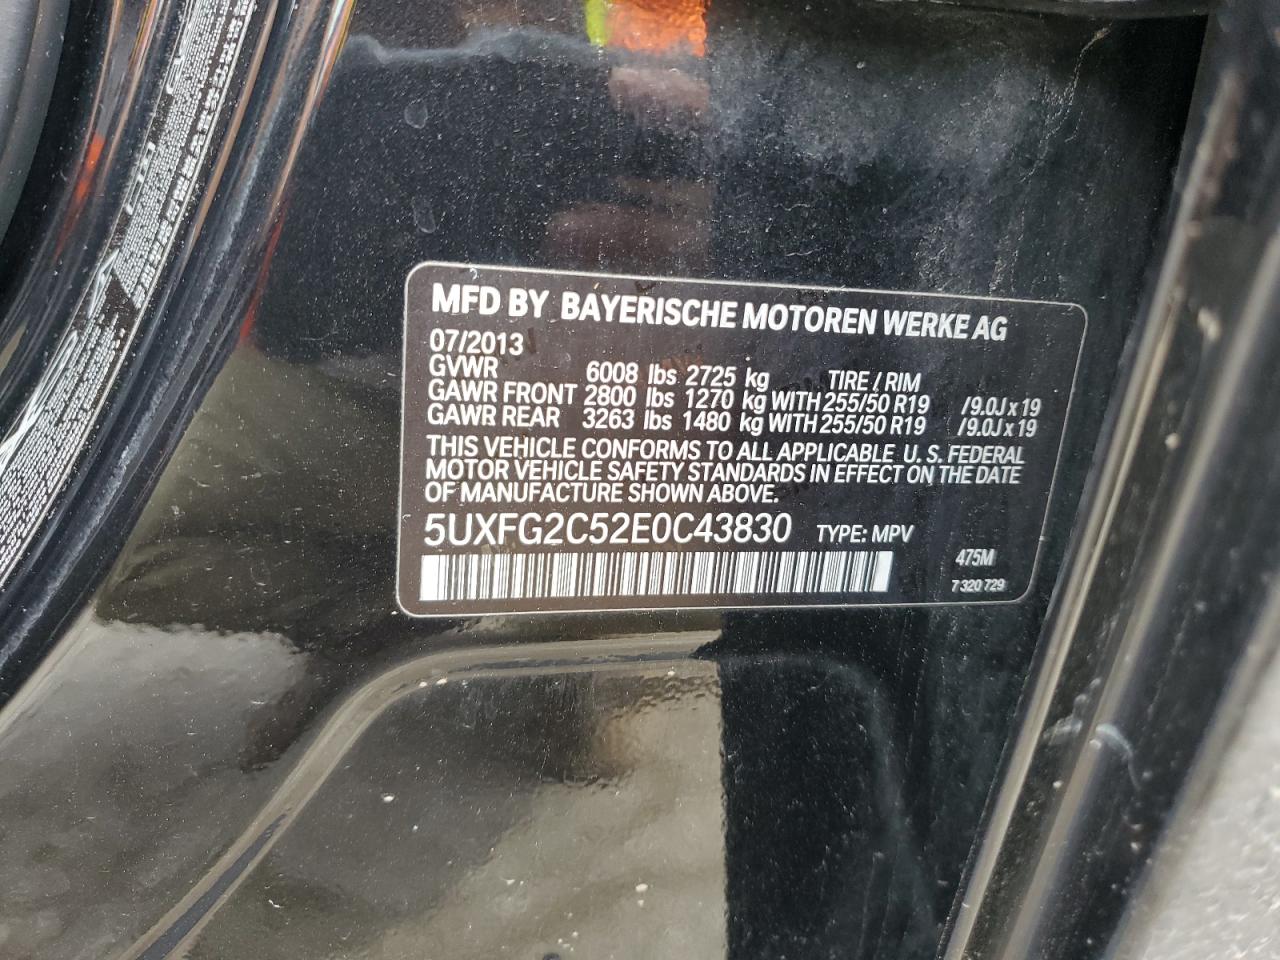 MFD BY BAYERISCHE MOTOREN WERKE AG
07/2013
GVWR 6008 lbs 2725 kg TIRE / RIM
GAWR FRONT 2800 lbs 1270 kg WITH 255/50 R19 /9.0J x 19
GAWR REAR 3263 lbs 1480 kg WITH 255/50 R19 /9.0J x 19
THIS VEHICLE CONFORMS TO ALL APPLICABLE U. S. FEDERAL
MOTOR VEHICLE SAFETY STANDARDS IN EFFECT ON THE DATE
OF MANUFACTURE SHOWN ABOVE.
5UXFG2C52E0C43830 TYPE: MPV
475M
7 320 729